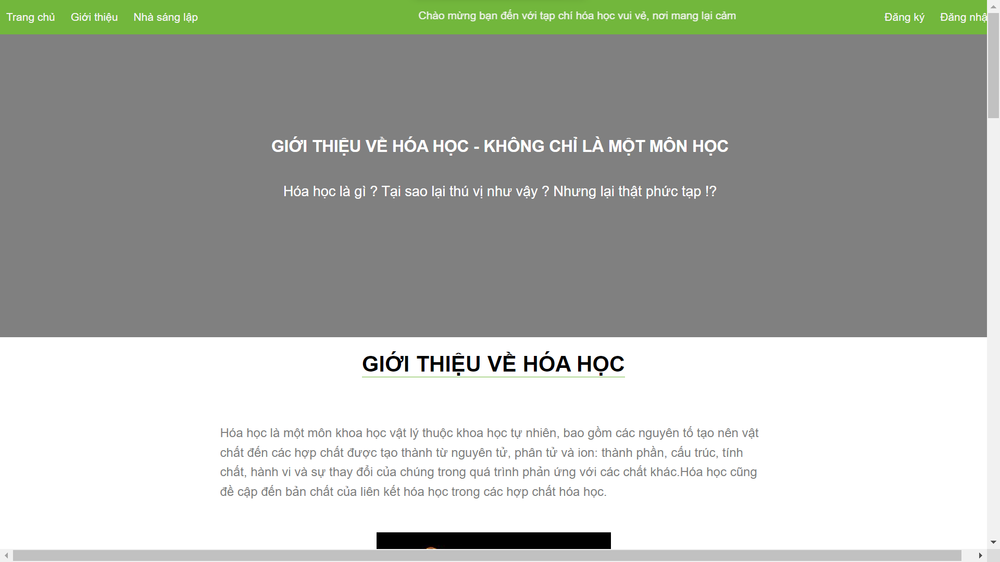 Trang chủ Giới thiệu Nhà sáng lập Chào mừng bạn đến với tạp chí hóa học vui vẻ, nơi mang lại cảm Đăng ký Đăng nhậ
GIỚI THIỆU VỀ HÓA HỌC - KHÔNG CHỈ LÀ MỘT MÔN HỌC
Hóa học là gì ? Tại sao lại thú vị như vậy ? Nhưng lại thật phức tạp !?
GIỚI THIỆU VỀ HÓA HỌC
Hóa học là một môn khoa học vật lý thuộc khoa học tự nhiên, bao gồm các nguyên tố tạo nên vật
chất đến các hợp chất được tạo thành từ nguyên tử, phân tử và ion: thành phần, cấu trúc, tính
chất, hành vi và sự thay đổi của chúng trong quá trình phản ứng với các chất khác.Hóa học cũng
đề cập đến bản chất của liên kết hóa học trong các hợp chất hóa học.